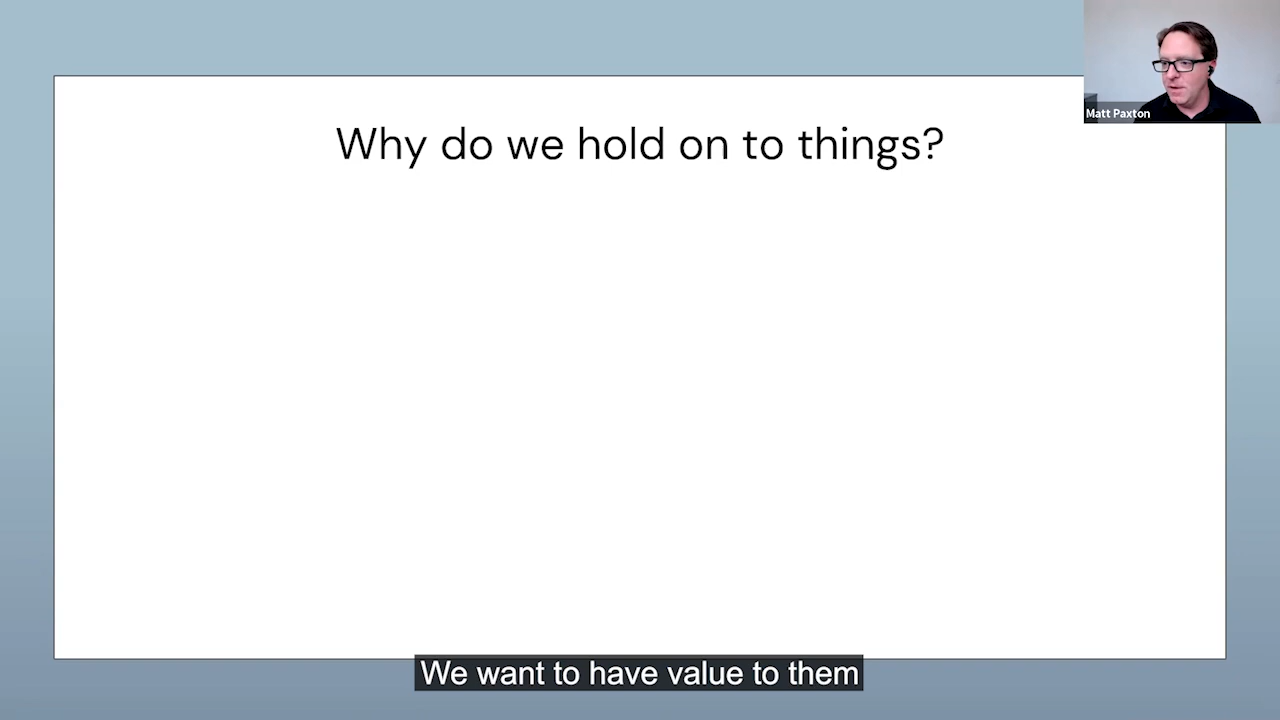 Why do we hold on to things?
Matt Paxton
We want to have value to them